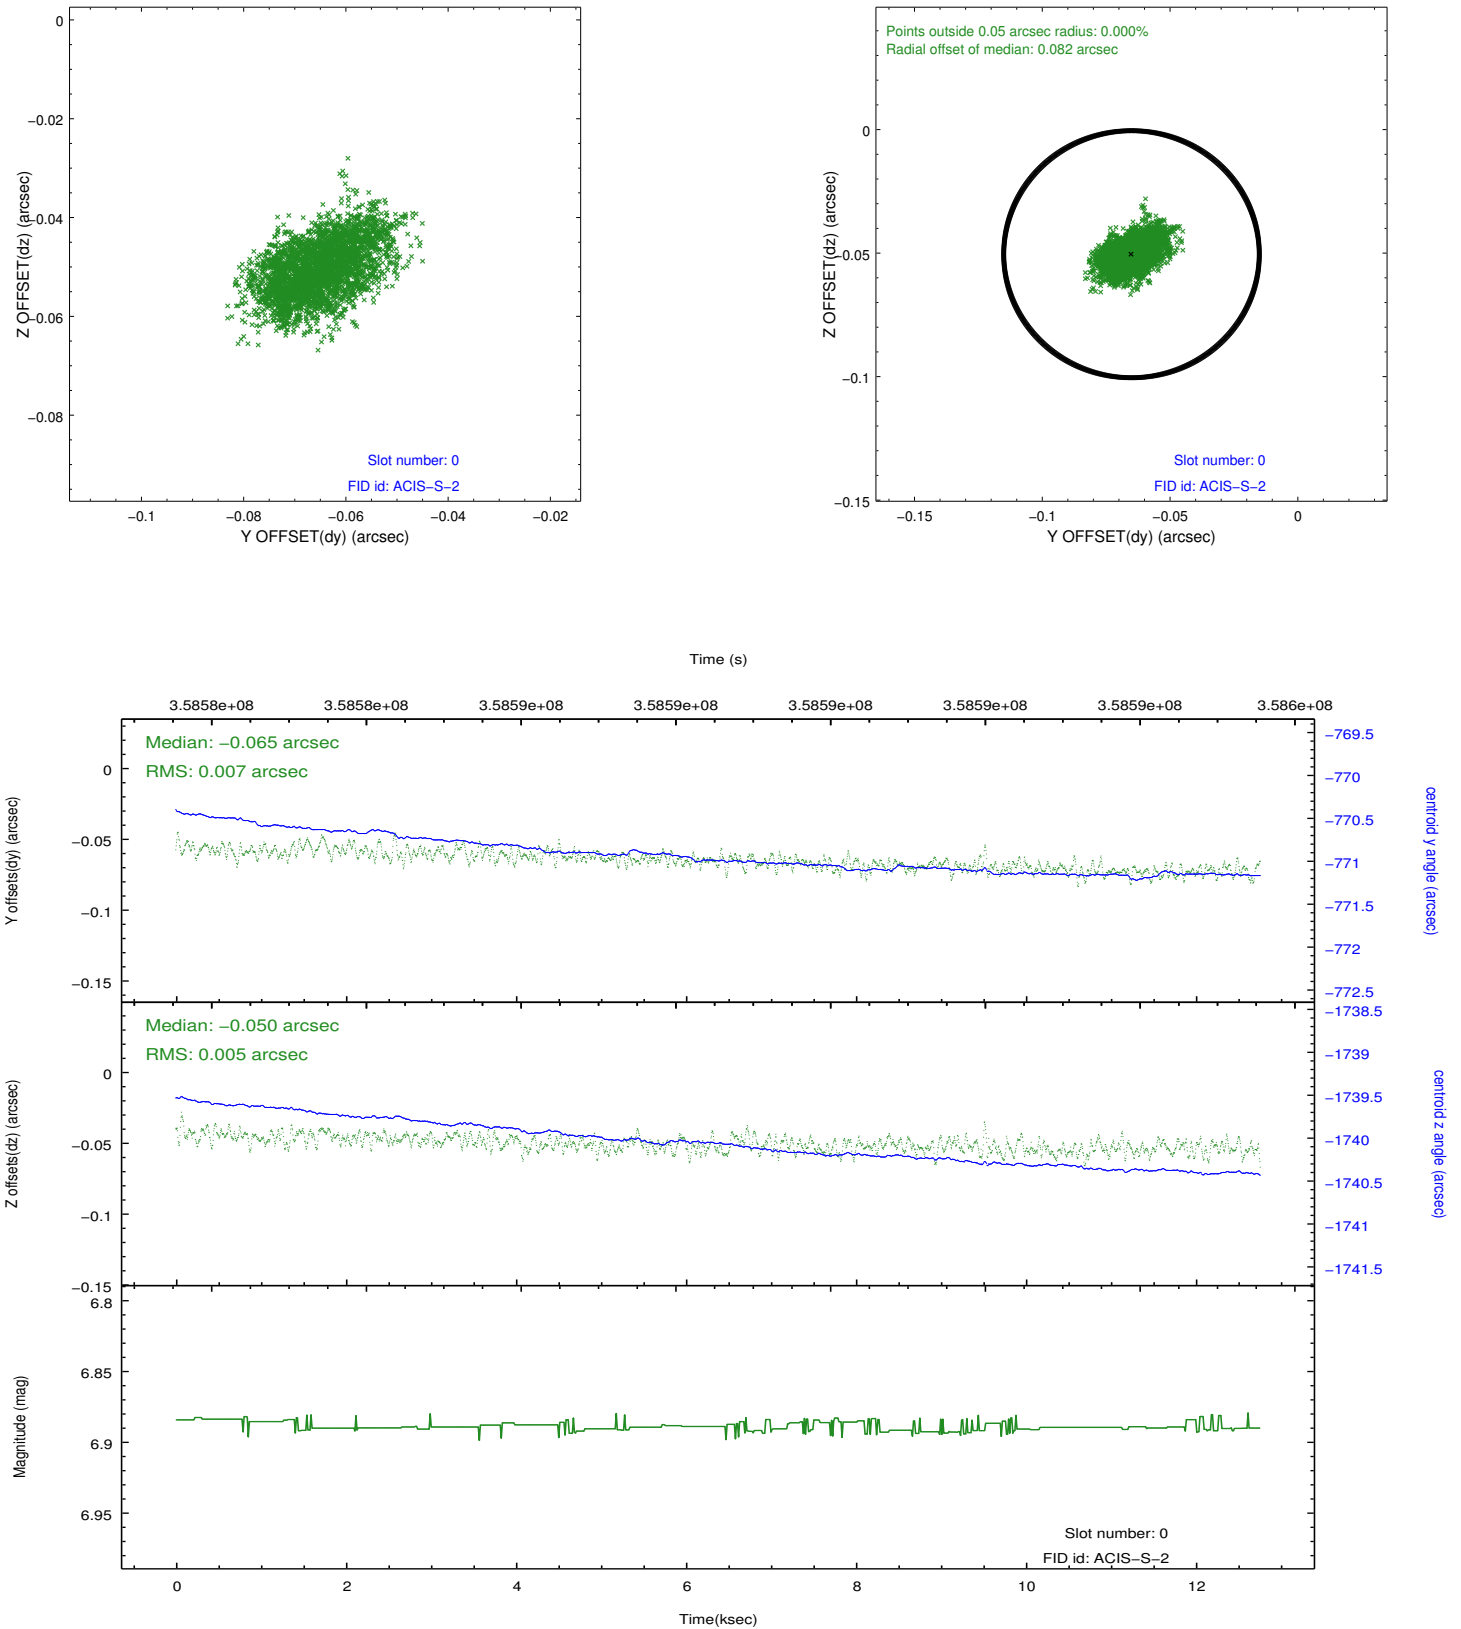 0
−0.02
−0.04
−0.06
−0.08
Z OFFSET(dz) (arcsec)
−0.1
−0.08
−0.06
−0.04
−0.02
Y OFFSET(dy) (arcsec)
Slot number: 0
FID id: ACIS−S−2
Points outside 0.05 arcsec radius: 0.000%
Radial offset of median: 0.082 arcsec
0
−0.05
−0.1
−0.15
Z OFFSET(dz) (arcsec)
−0.15
−0.1
−0.05
0
Y OFFSET(dy) (arcsec)
Slot number: 0
FID id: ACIS−S−2
Time (s)
3.5858e+08
3.5858e+08
3.5859e+08
3.5859e+08
3.5859e+08
3.5859e+08
3.5859e+08
3.586e+08
Median: −0.065 arcsec
RMS: 0.007 arcsec
0
−0.05
−0.1
−0.15
Y offsets(dy) (arcsec)
−769.5
−770
−770.5
−771
−771.5
−772
−772.5
centroid y angle (arcsec)
Median: −0.050 arcsec
RMS: 0.005 arcsec
0
−0.05
−0.1
−0.15
Z offsets(dz) (arcsec)
−1738.5
−1739
−1739.5
−1740
−1740.5
−1741
−1741.5
centroid z angle (arcsec)
6.8
6.85
6.9
6.95
Magnitude (mag)
Slot number: 0
FID id: ACIS−S−2
0
2
4
6
8
10
12
Time(ksec)